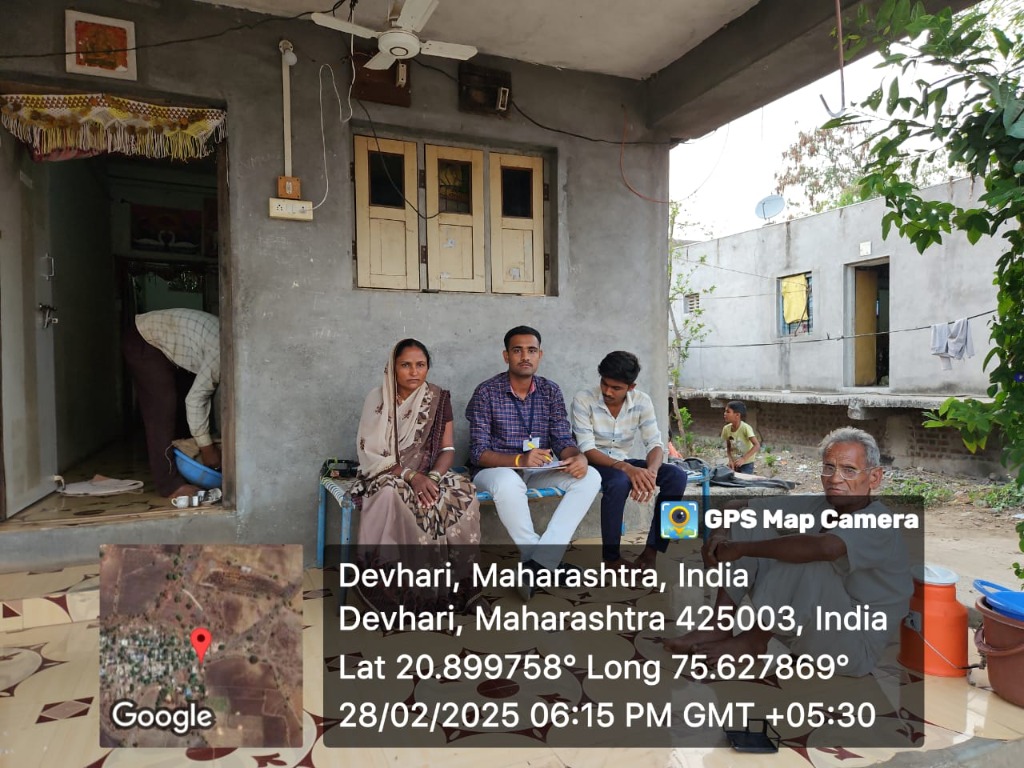 GPS Map Camera
Devhari, Maharashtra, India
Devhari, Maharashtra 425003, India
Lat 20.899758° Long 75.627869°
28/02/2025 06:15 PM GMT +05:30
Google